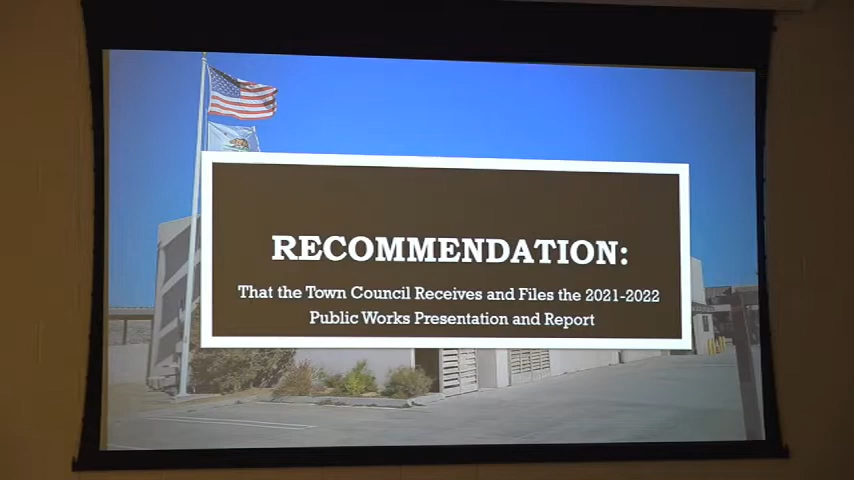 RECOMMENDATION:
That the Town Council Receives and Files the 2021-2022
Public Works Presentation and Report